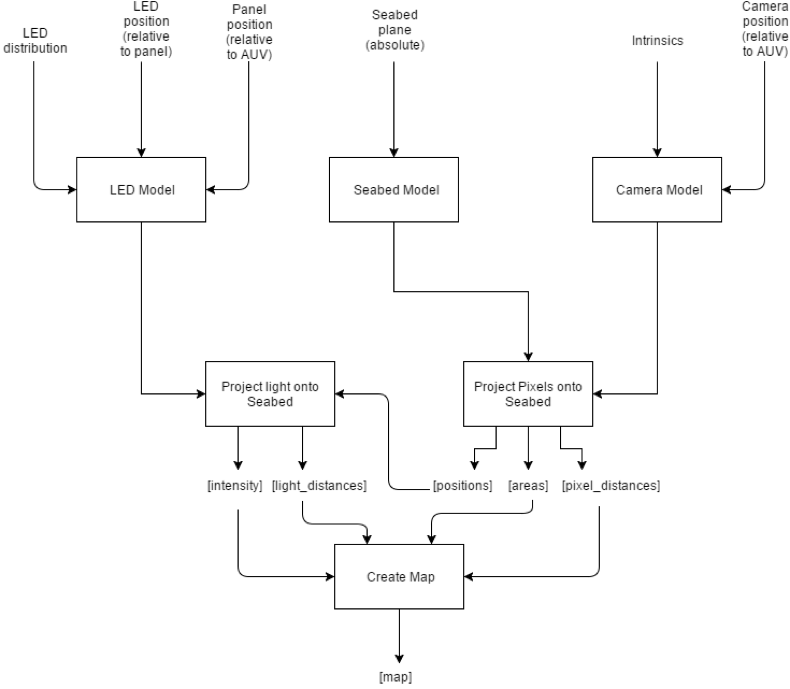 LED
distribution
LED
position
(relative
to panel)
Panel
position
(relative
to AUV)
Seabed
plane
(absolute)
Intrinsics
Camera
position
(relative
to AUV)
LED Model
Seabed Model
Camera Model
Project light onto
Seabed
Project Pixels onto
Seabed
[intensity]
[light_distances]
[positions]
[areas]
[pixel_distances]
Create Map
[map]